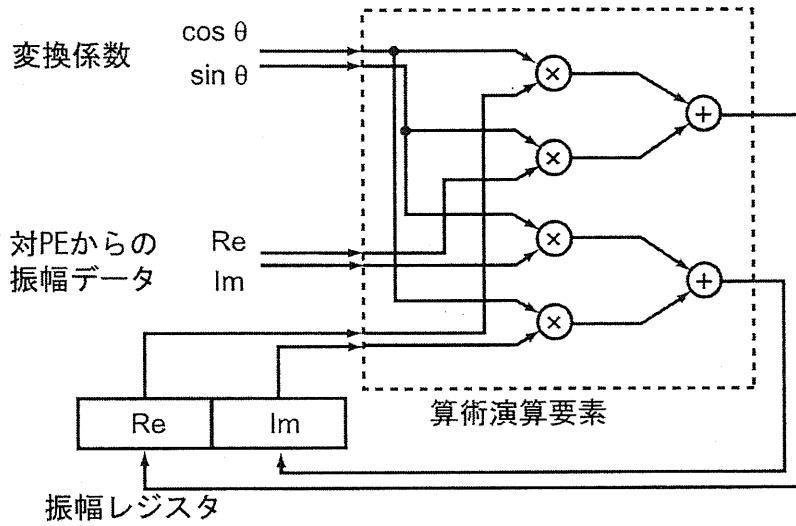 変換係数
cos θ
sin θ
対PEからの
振幅データ
Re
Im
×
×
×
×
+
+
算術演算要素
Re
Im
振幅レジスタ